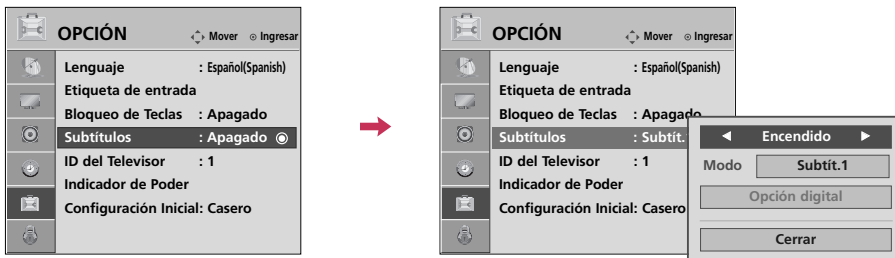 OPCIÓN Mover Ingresar
Lenguaje : Español(Spanish)
Etiqueta de entrada
Bloqueo de Teclas : Apagado
Subtítulos : Apagado
ID del Televisor : 1
Indicador de Poder
Configuración Inicial: Casero
OPCIÓN Mover Ingresar
Lenguaje : Español(Spanish)
Etiqueta de entrada
Bloqueo de Teclas : Apagado
Subtítulos : Subtít.
ID del Televisor : 1
Indicador de Poder
Configuración Inicial: Casero
◀ Encendido ▶
Modo Subtít.1
Opción digital
Cerrar